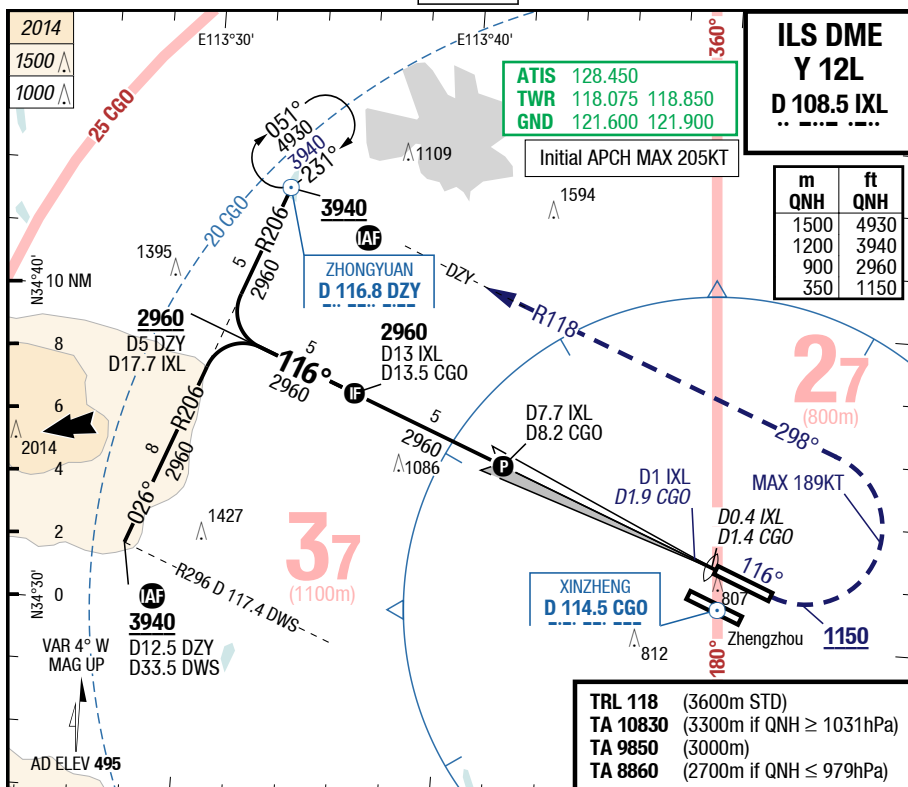 2014
1500
1000
E113°30'
E113°40'
360°
ILS DME
Y 12L
D 108.5 IXL
ATIS 128.450
TWR 118.075 118.850
GND 121.600 121.900
Initial APCH MAX 205KT
m QNH ft QNH
1500 4930
1200 3940
900 2960
350 1150
25 CGO
20 CGO
051°
4930
3940
231°
1109
1594
1395
3940
IAF
R206
5
2960
ZHONGYUAN
D 116.8 DZY
DZY
R118
N34°40'
10 NM
8
6
4
2
0
N34°30'
2960
D5 DZY
D17.7 IXL
5
116°
2960
2960
D13 IXL
D13.5 CGO
IF
27
(800m)
R206
8
2960
026°
2014
5
2960
D7.7 IXL
D8.2 CGO
P
298°
MAX 189KT
1086
1427
D1 IXL
D1.9 CGO
D0.4 IXL
D1.4 CGO
37
(1100m)
R296 D 117.4 DWS
116°
XINZHENG
D 114.5 CGO
807
IAF
3940
D12.5 DZY
D33.5 DWS
812
Zhengzhou
1150
180°
VAR 4° W
MAG UP
AD ELEV 495
TRL 118 (3600m STD)
TA 10830 (3300m if QNH ≥ 1031hPa)
TA 9850 (3000m)
TA 8860 (2700m if QNH ≤ 979hPa)